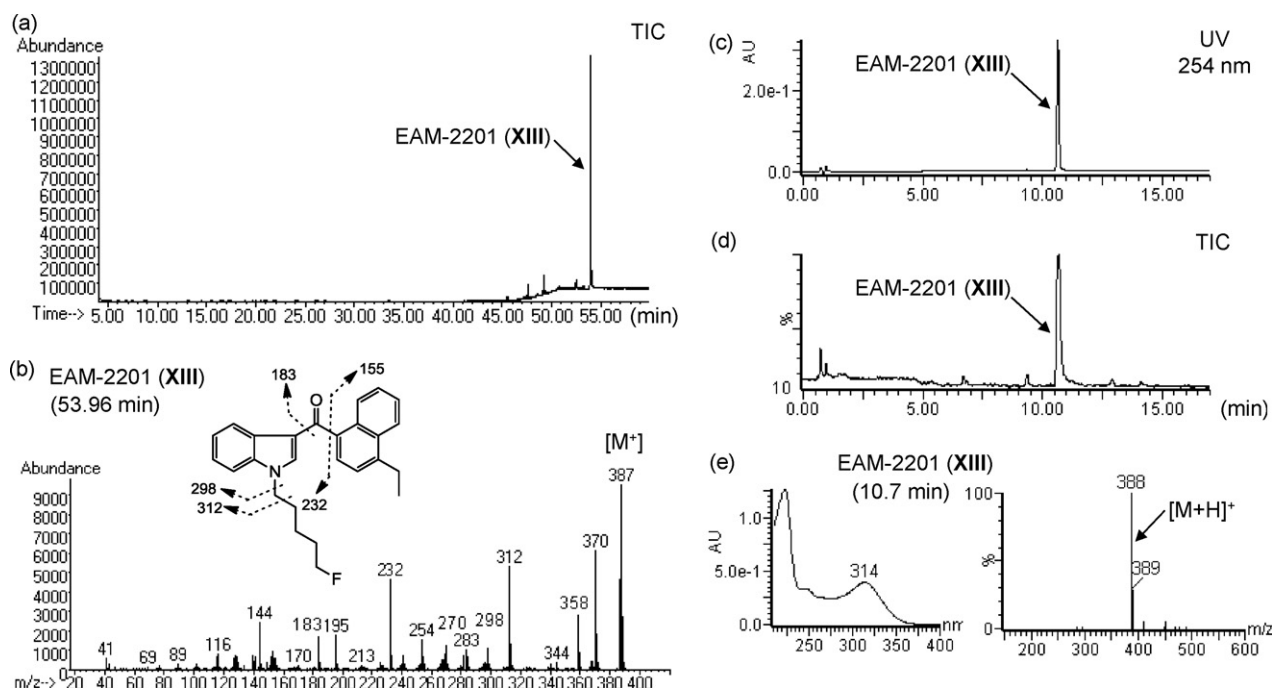 (a)
TIC
Abundance
1300000
1200000
1100000
1000000
900000
800000
700000
600000
500000
400000
300000
200000
100000
EAM-2201 (XIII)
Time--> 5.00 10.00 15.00 20.00 25.00 30.00 35.00 40.00 45.00 50.00 55.00 (min)
(b) EAM-2201 (XIII)
(53.96 min)
183
155
O
N
298
312
232
F
[M⁺]
Abundance
9000
8000
7000
6000
5000
4000
3000
2000
1000
0
41 69 89 116 144 170 183 195 213 232 254 270 283 298 312 344 358 370 387
m/z--> 20 40 60 80 100 120 140 160 180 200 220 240 260 280 300 320 340 360 380 400
(c)
UV
254 nm
AU
2.0e-1
0.0
EAM-2201 (XIII)
0.00 5.00 10.00 15.00
(d)
TIC
EAM-2201 (XIII)
%
10
0.00 5.00 10.00 15.00 (min)
(e) EAM-2201 (XIII)
(10.7 min)
AU
1.0
5.0e-1
0.0
314
250 300 350 400 nm
100
%
0
388
[M+H]⁺
389
200 300 400 500 600 m/z